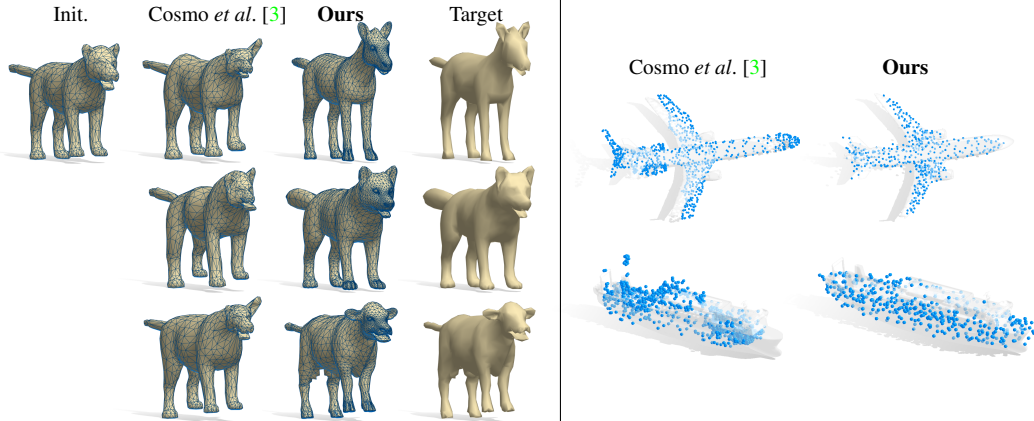 Init.
Cosmo et al. [3]
Ours
Target
Cosmo et al. [3]
Ours